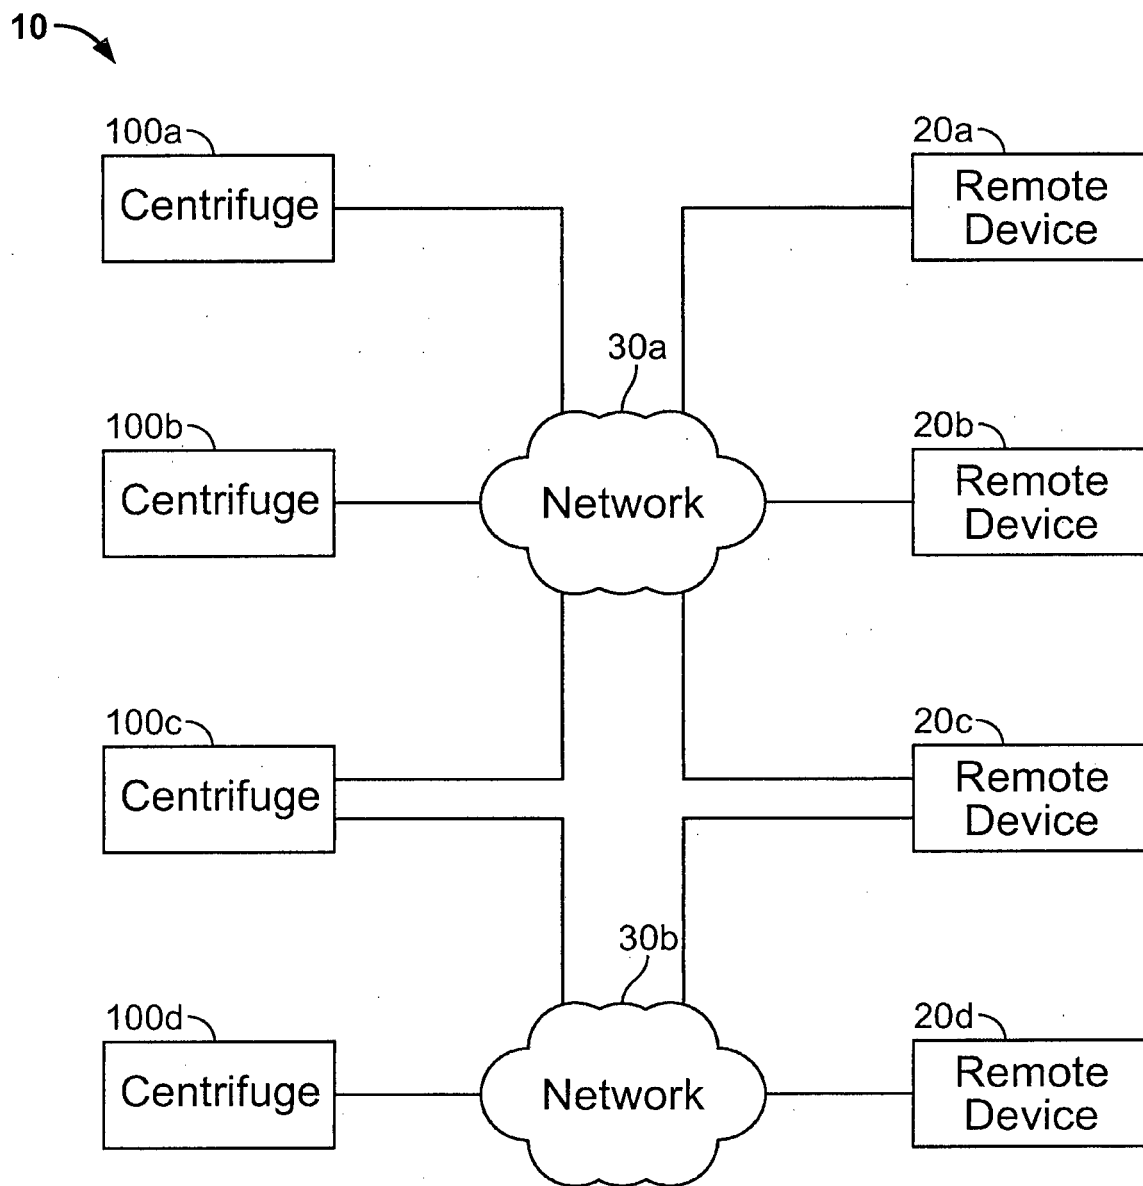 10
100a
Centrifuge
20a
Remote
Device
30a
100b
Centrifuge
Network
20b
Remote
Device
100c
Centrifuge
20c
Remote
Device
30b
100d
Centrifuge
Network
20d
Remote
Device